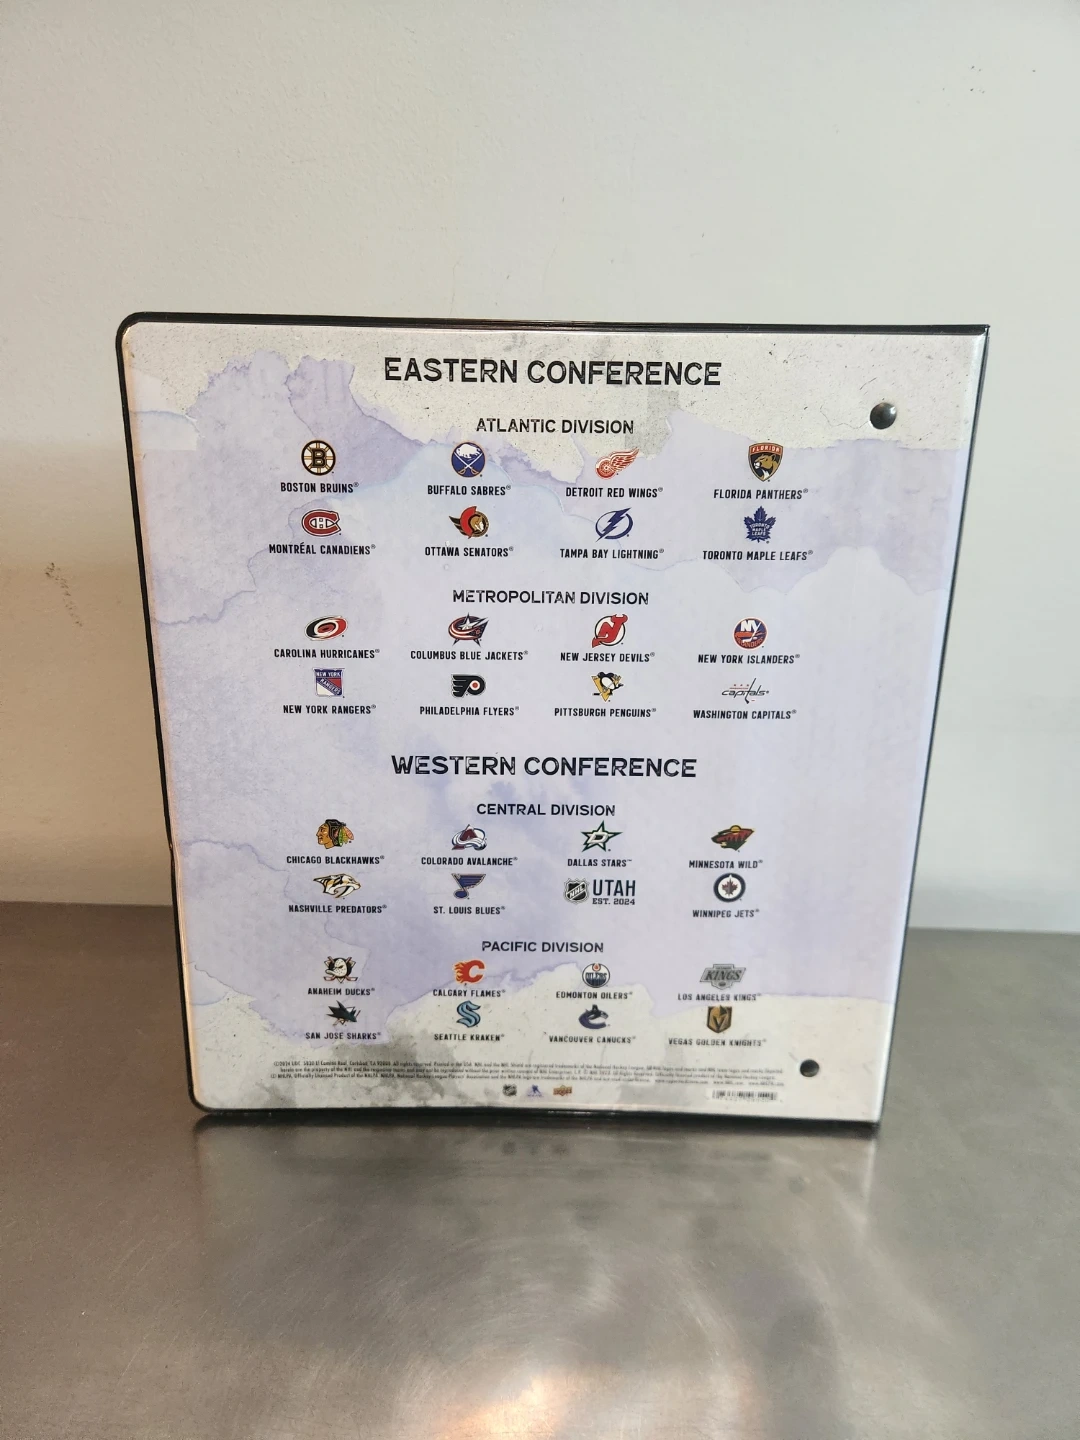 EASTERN CONFERENCE
ATLANTIC DIVISION
BOSTON BRUINS® BUFFALO SABRES® DETROIT RED WINGS® FLORIDA PANTHERS®
MONTRÉAL CANADIENS® OTTAWA SENATORS® TAMPA BAY LIGHTNING® TORONTO MAPLE LEAFS®
METROPOLITAN DIVISION
CAROLINA HURRICANES® COLUMBUS BLUE JACKETS® NEW JERSEY DEVILS® NEW YORK ISLANDERS®
NEW YORK RANGERS® PHILADELPHIA FLYERS® PITTSBURGH PENGUINS® WASHINGTON CAPITALS®
WESTERN CONFERENCE
CENTRAL DIVISION
CHICAGO BLACKHAWKS® COLORADO AVALANCHE® DALLAS STARS™ MINNESOTA WILD®
NASHVILLE PREDATORS® ST. LOUIS BLUES® NHL UTAH EST. 2024 WINNIPEG JETS®
PACIFIC DIVISION
ANAHEIM DUCKS® CALGARY FLAMES® EDMONTON OILERS® LOS ANGELES KINGS®
SAN JOSE SHARKS® SEATTLE KRAKEN® VANCOUVER CANUCKS® VEGAS GOLDEN KNIGHTS®